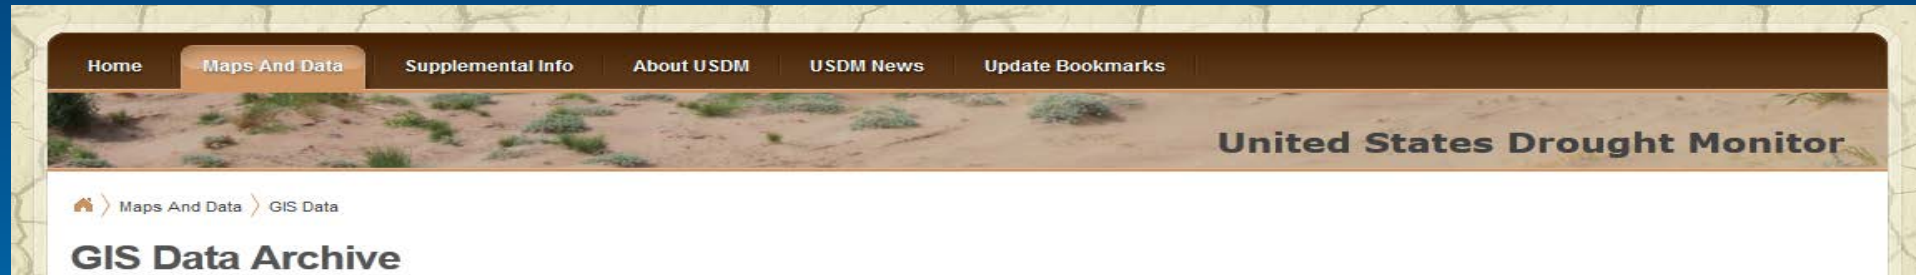 Home Maps And Data Supplemental Info About USDM USDM News Update Bookmarks
United States Drought Monitor
Maps And Data GIS Data
GIS Data Archive